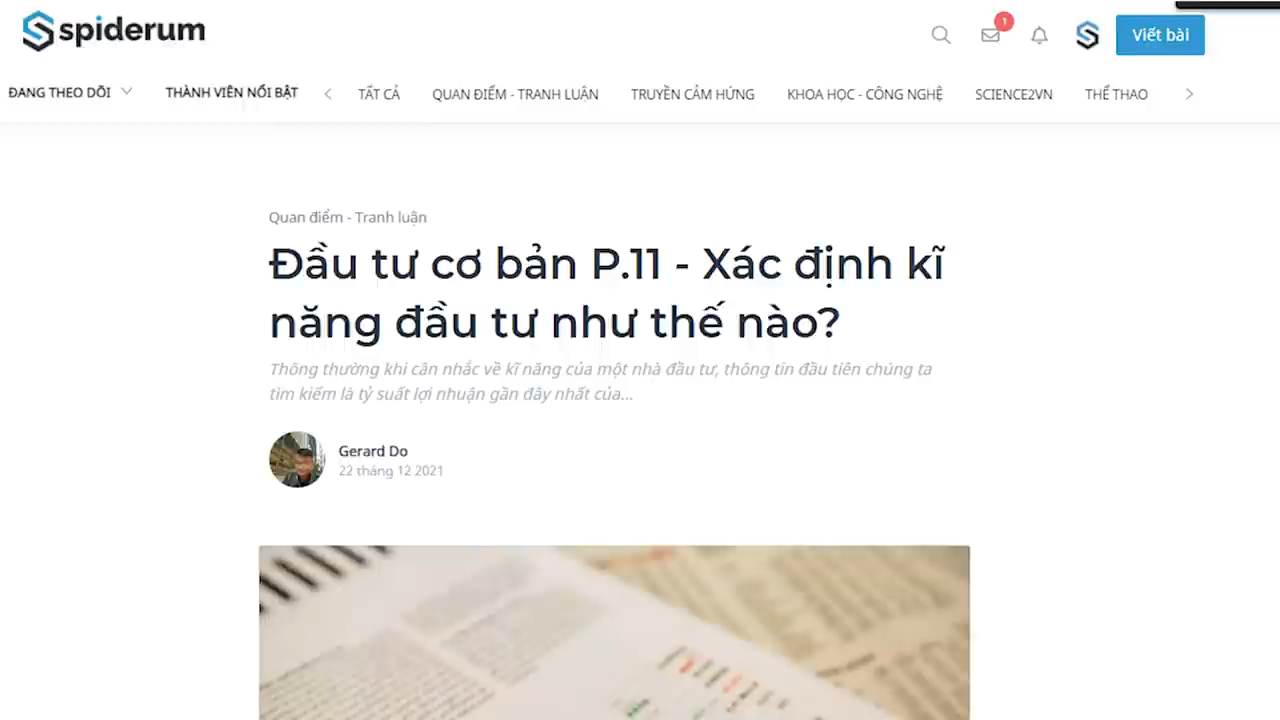 spiderum
1
Viết bài
ĐANG THEO DÕI
THÀNH VIÊN NỔI BẬT
TẤT CẢ
QUAN ĐIỂM - TRANH LUẬN
TRUYỀN CẢM HỨNG
KHOA HỌC - CÔNG NGHỆ
SCIENCE2VN
THỂ THAO
Quan điểm - Tranh luận
Đầu tư cơ bản P.11 - Xác định kĩ
năng đầu tư như thế nào?
Thông thường khi cân nhắc về kĩ năng của một nhà đầu tư, thông tin đầu tiên chúng ta
tìm kiếm là tỷ suất lợi nhuận gần đây nhất của...
Gerard Do
22 tháng 12 2021